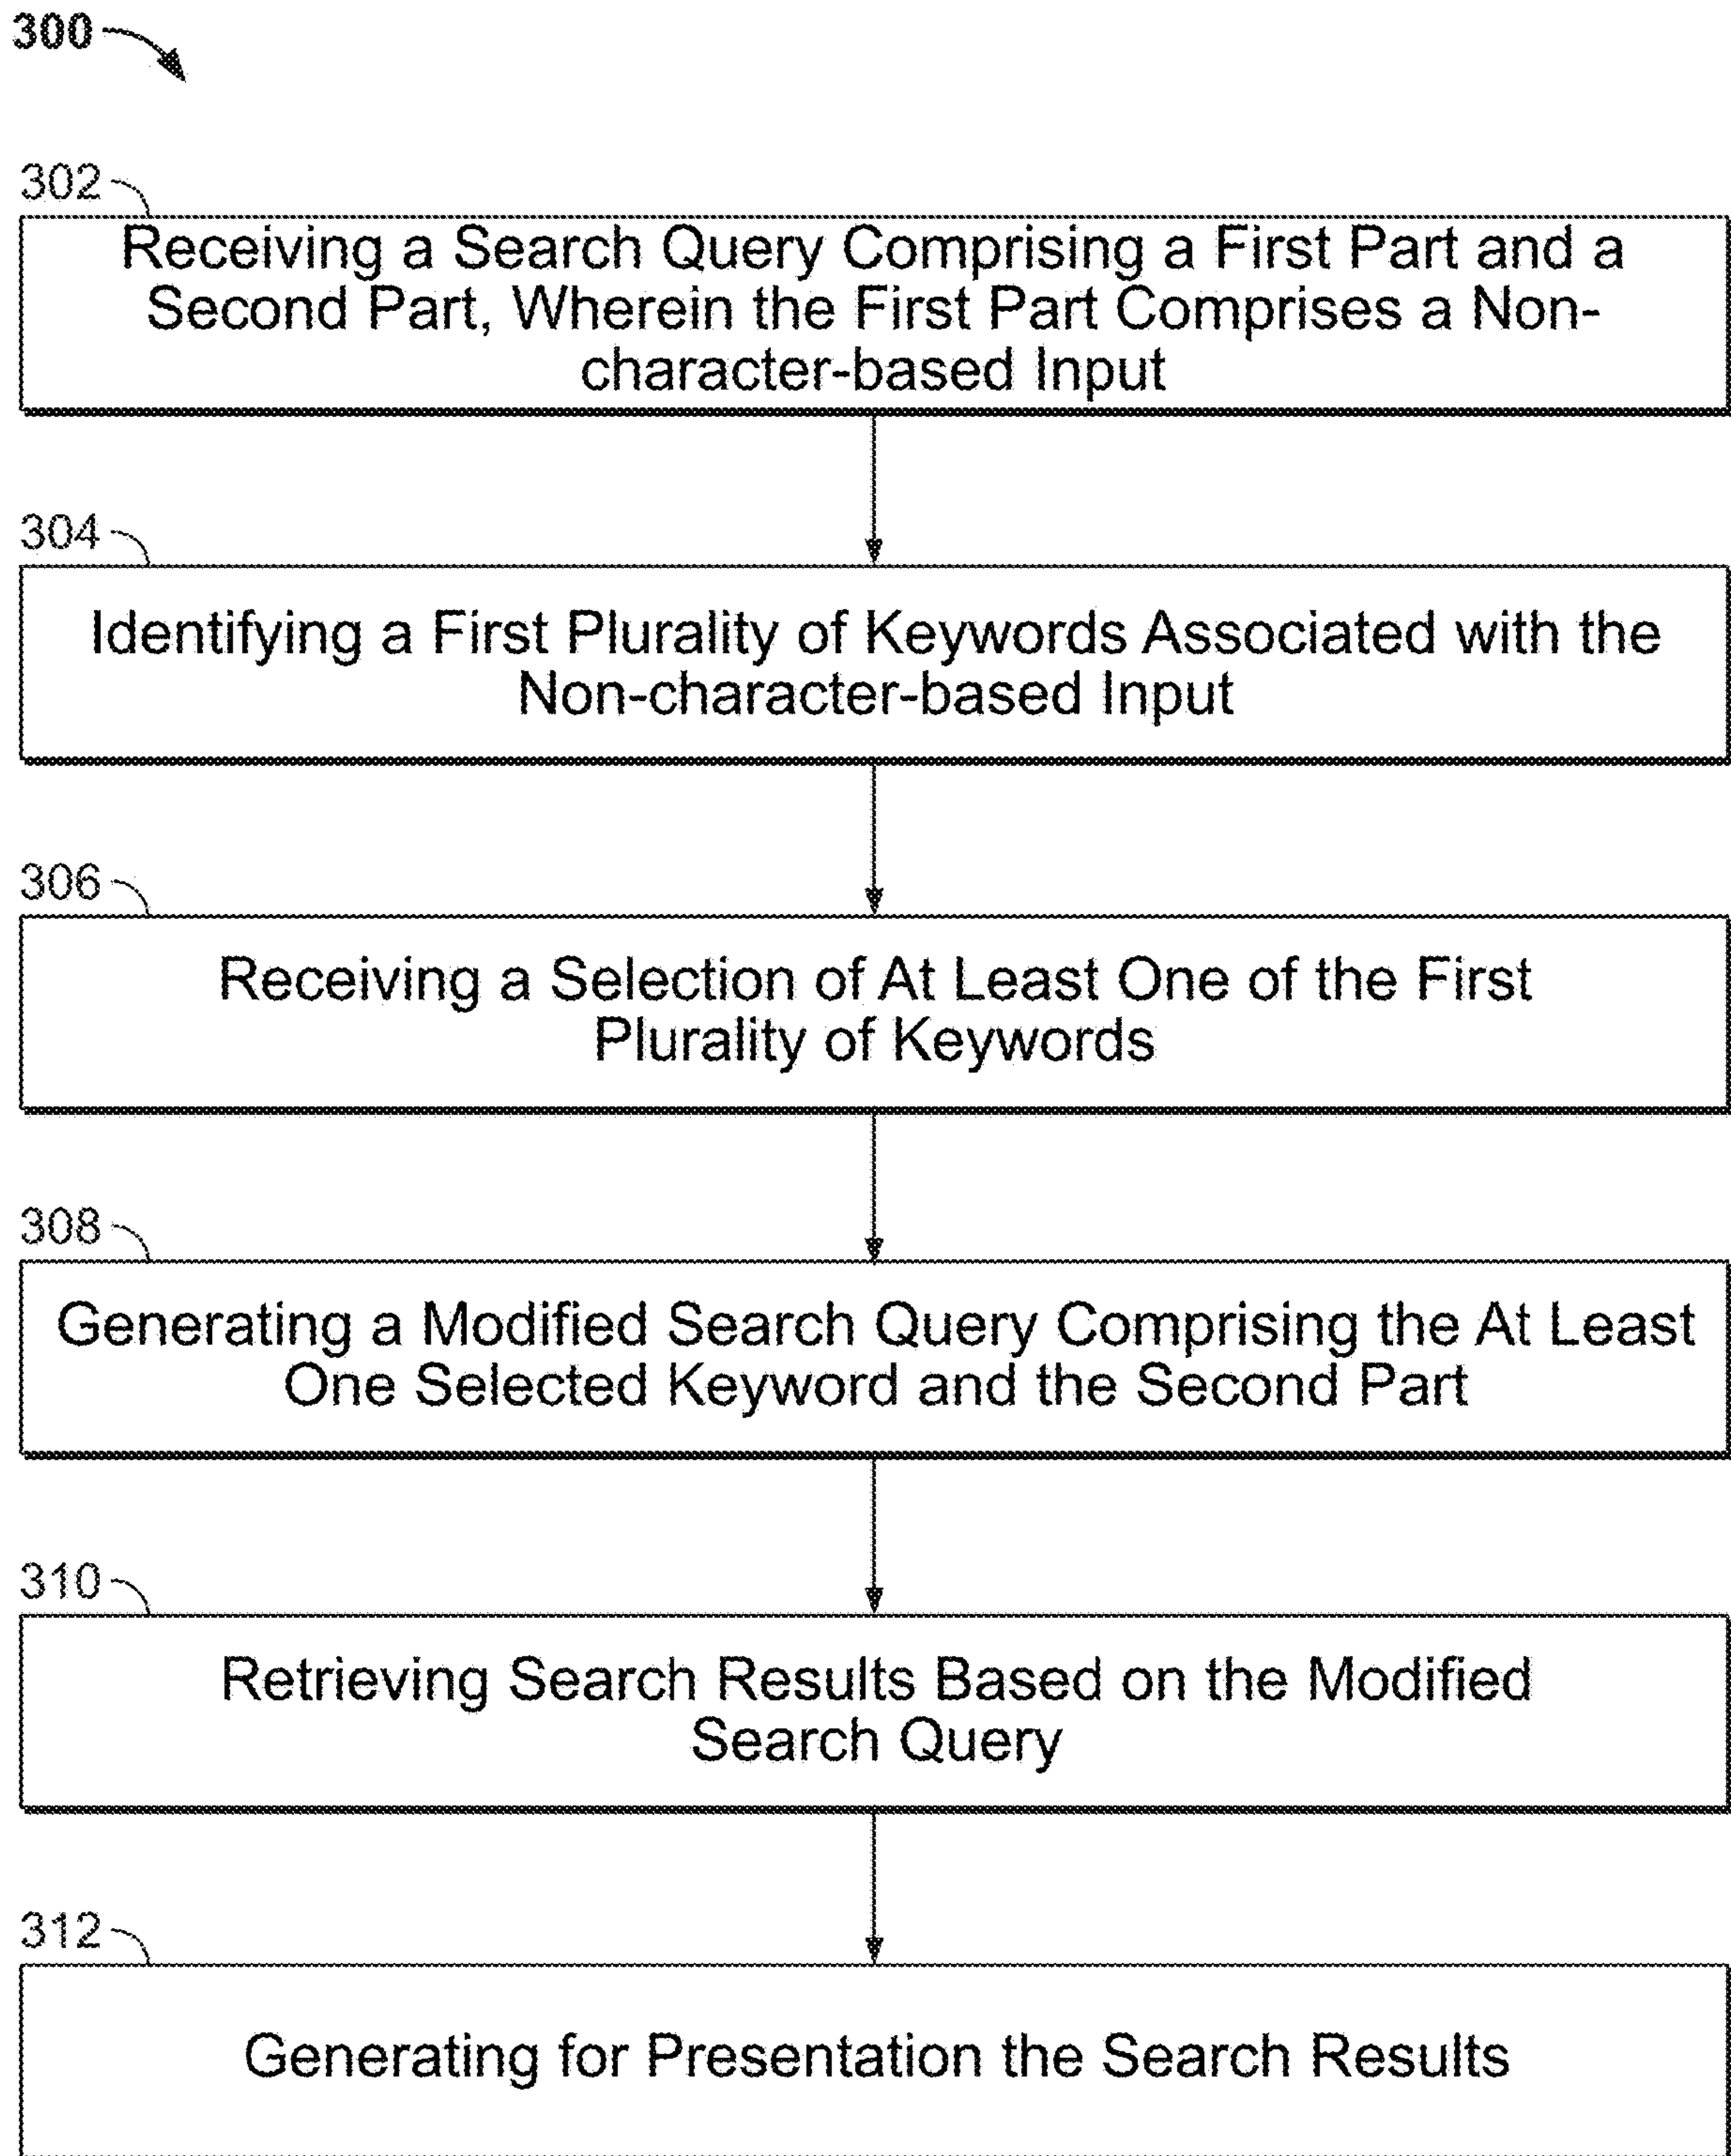 300
302
Receiving a Search Query Comprising a First Part and a
Second Part, Wherein the First Part Comprises a Non-
character-based Input
304
Identifying a First Plurality of Keywords Associated with the
Non-character-based Input
306
Receiving a Selection of At Least One of the First
Plurality of Keywords
308
Generating a Modified Search Query Comprising the At Least
One Selected Keyword and the Second Part
310
Retrieving Search Results Based on the Modified
Search Query
312
Generating for Presentation the Search Results